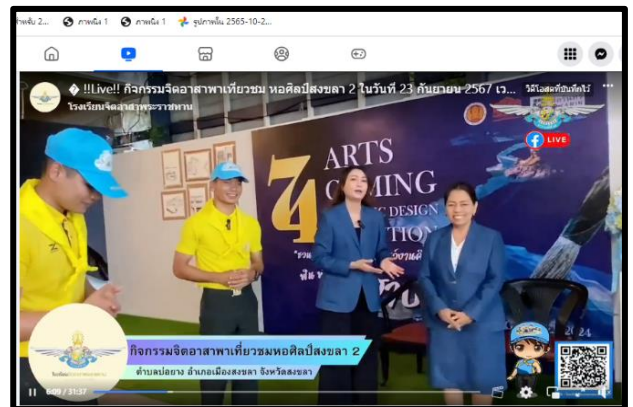 ภาพนิ่ง 1
ภาพนิ่ง 1
รูปภาพใน 2565-10-2...
!!Live!! กิจกรรมจิตอาสาพาเที่ยวชม หอศิลป์สงขลา 2 ในวันที่ 23 กันยายน 2567 เว...
โรงเรียนจิตอาสาพระราชทาน
วิดีโอสดที่บันทึกไว้
LIVE
74
ARTS
DESIGN
กิจกรรมจิตอาสาพาเที่ยวชมหอศิลป์สงขลา 2
ตำบลบ่อยาง อำเภอเมืองสงขลา จังหวัดสงขลา
6:09 / 31:37